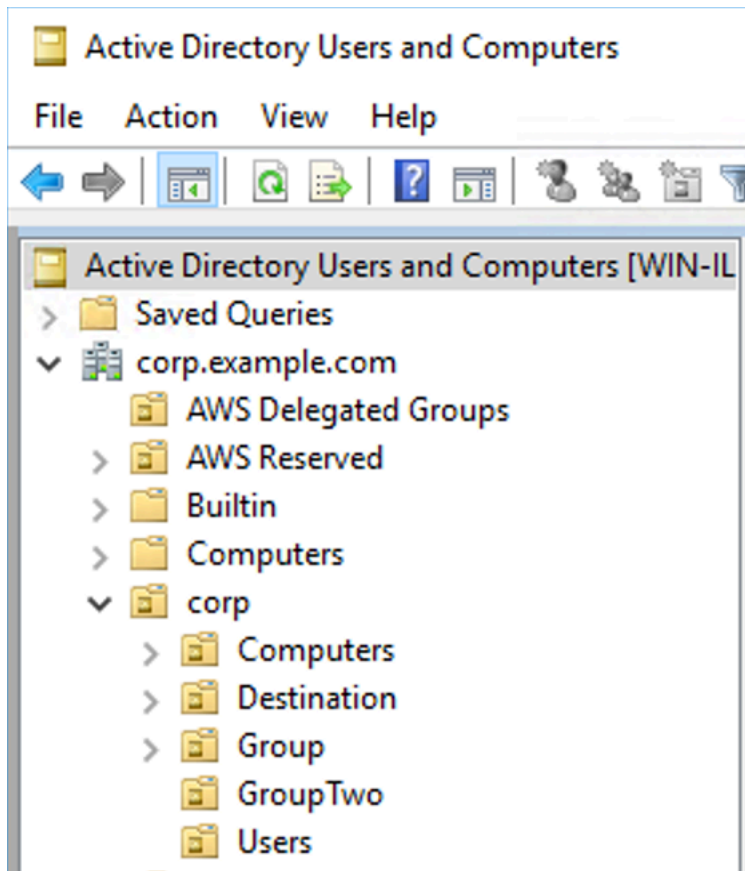 Active Directory Users and Computers
File Action View Help
Active Directory Users and Computers [WIN-IL
Saved Queries
corp.example.com
AWS Delegated Groups
AWS Reserved
Builtin
Computers
corp
Computers
Destination
Group
GroupTwo
Users